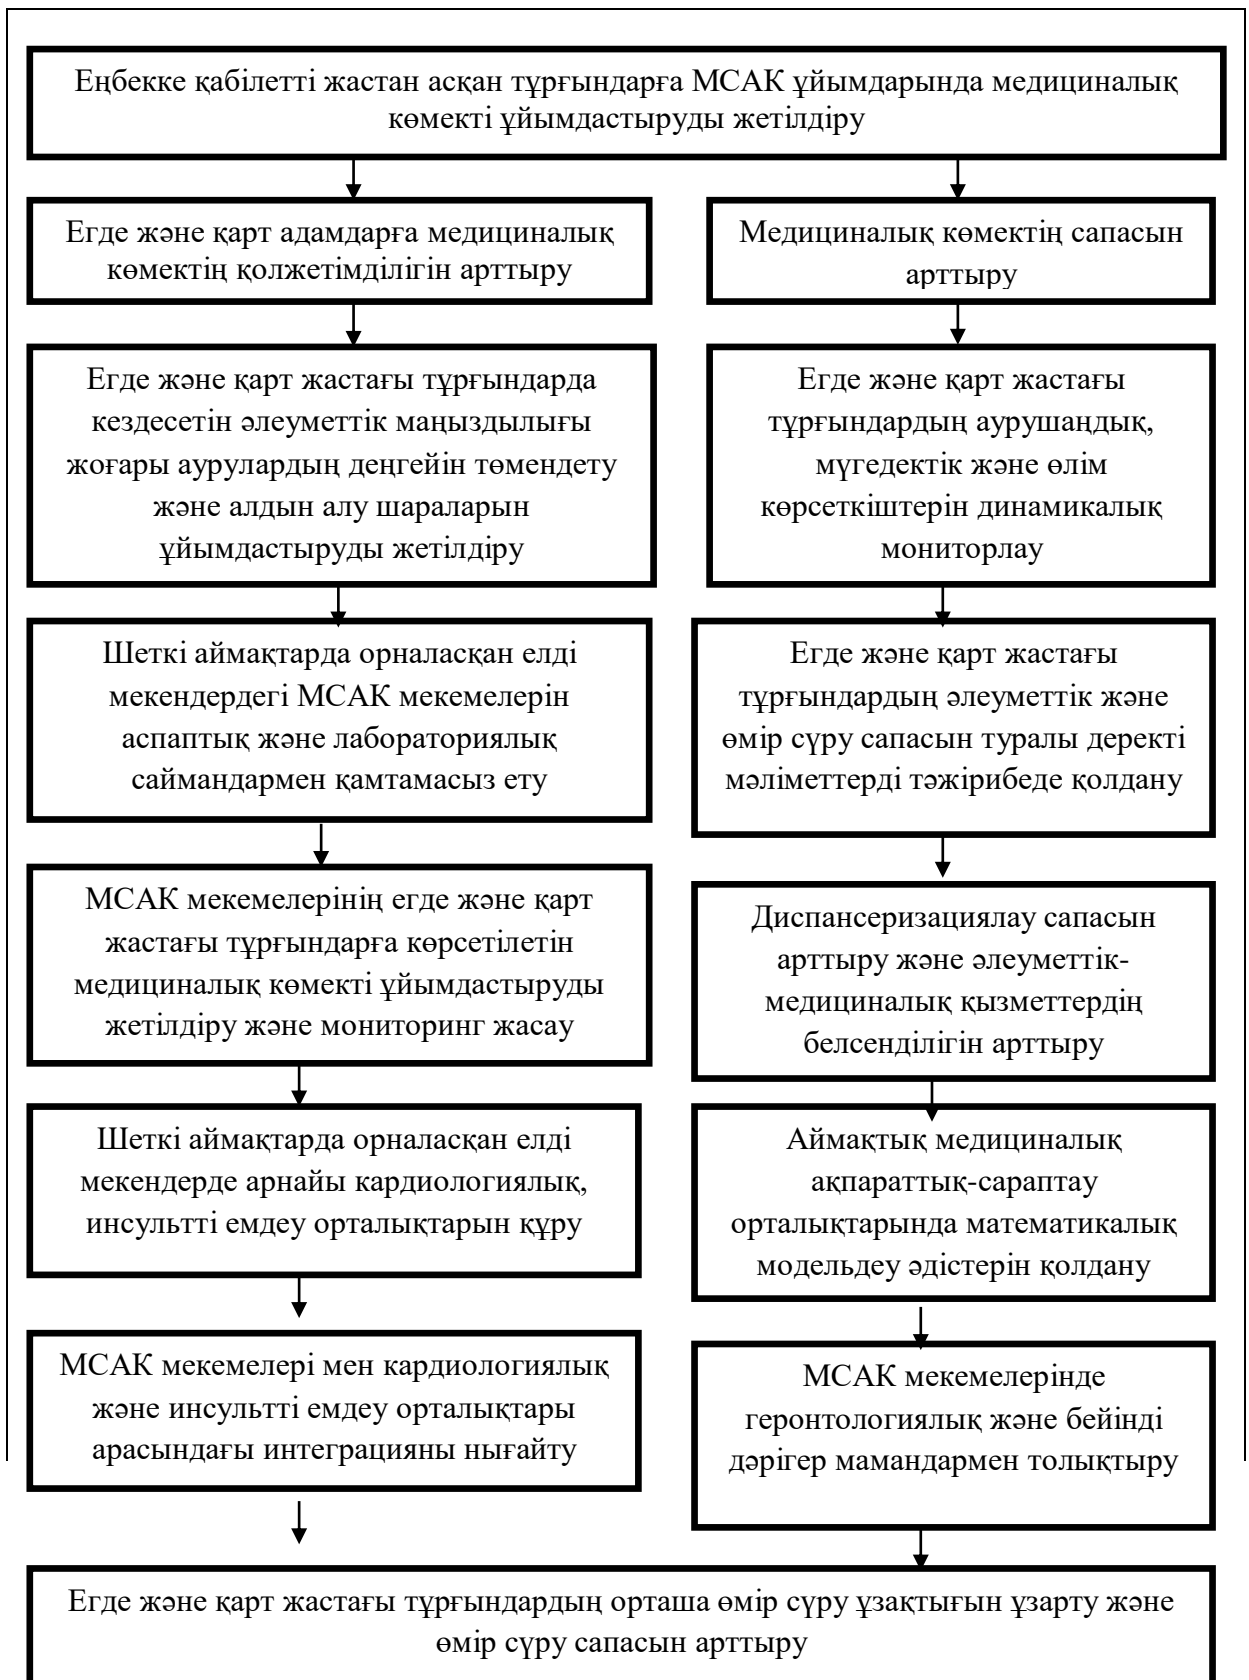 Еңбекке қабілетті жастан асқан тұрғындарға МСАК ұйымдарында медициналық
көмекті ұйымдастыруды жетілдіру
Егде және қарт адамдарға медициналық
көмектің қолжетімділігін арттыру
Медициналық көмектің сапасын
арттыру
Егде және қарт жастағы тұрғындарда
кездесетін әлеуметтік маңыздылығы
жоғары аурулардың деңгейін төмендету
және алдын алу шараларын
ұйымдастыруды жетілдіру
Егде және қарт жастағы
тұрғындардың аурушаңдық,
мүгедектік және өлім
көрсеткіштерін динамикалық
мониторлау
Шеткі аймақтарда орналасқан елді
мекендердегі МСАК мекемелерін
аспаптық және лабораториялық
саймандармен қамтамасыз ету
Егде және қарт жастағы
тұрғындардың әлеуметтік және
өмір сүру сапасын туралы деректі
мәліметтерді тәжірибеде қолдану
МСАК мекемелерінің егде және қарт
жастағы тұрғындарға көрсетілетін
медициналық көмекті ұйымдастыруды
жетілдіру және мониторинг жасау
Диспансеризациялау сапасын
арттыру және әлеуметтік-
медициналық қызметтердің
белсенділігін арттыру
Шеткі аймақтарда орналасқан елді
мекендерде арнайы кардиологиялық,
инсультті емдеу орталықтарын құру
Аймақтық медициналық
ақпараттық-сараптау
орталықтарында математикалық
модельдеу әдістерін қолдану
МСАК мекемелері мен кардиологиялық
және инсультті емдеу орталықтары
арасындағы интеграцияны нығайту
МСАК мекемелерінде
геронтологиялық және бейінді
дәрігер мамандармен толықтыру
Егде және қарт жастағы тұрғындардың орташа өмір сүру ұзақтығын ұзарту және
өмір сүру сапасын арттыру